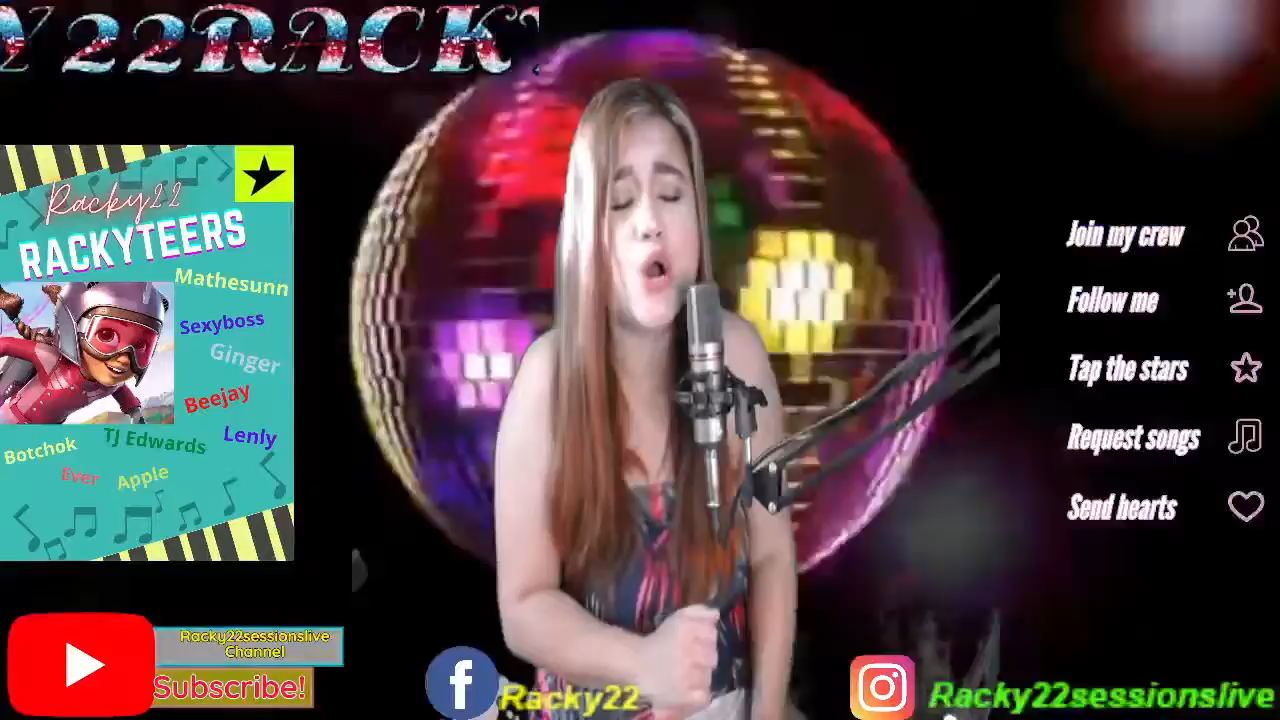 Y22RACKY
Racky22
RACKYTEERS
Mathesunn
Sexyboss
Ginger
Beejay
Botchok
TJ Edwards
Lenly
Ever
Apple
Join my crew
Follow me
Tap the stars
Request songs
Send hearts
Racky22sessionslive
Channel
Subscribe!
Racky22
Racky22sessionslive